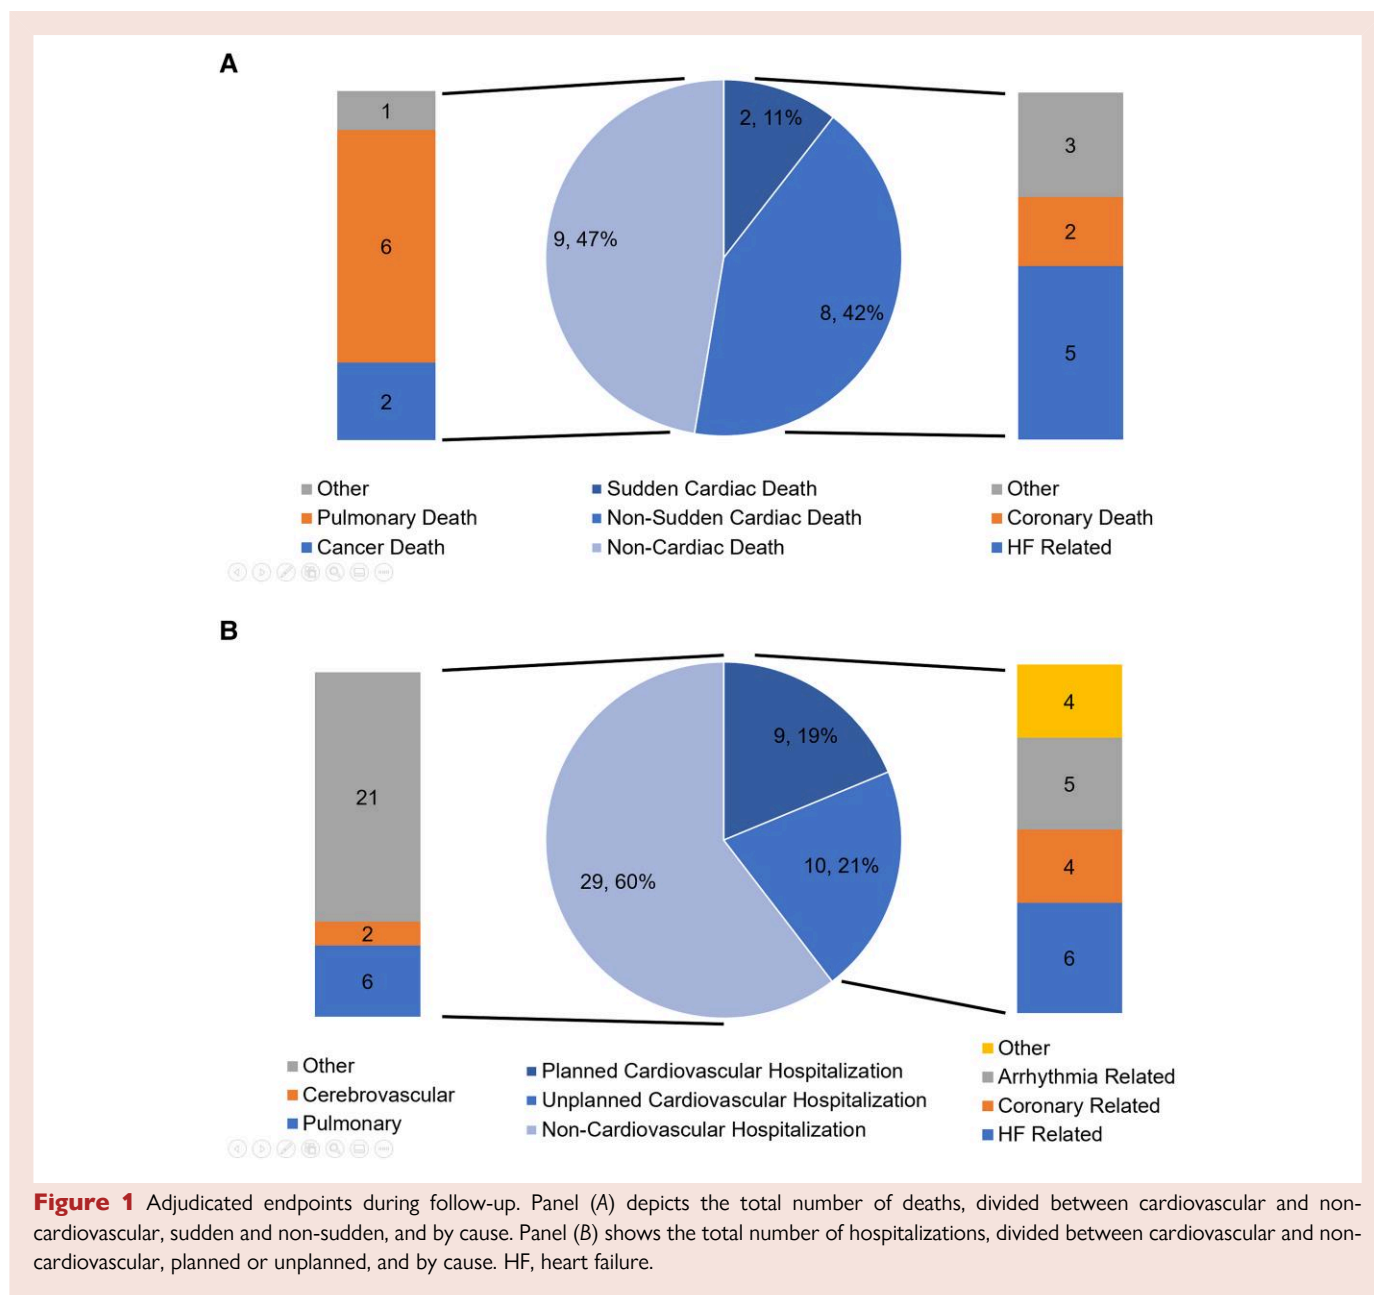 A
1
6
2
2, 11%
9, 47%
8, 42%
3
2
5
Other
Pulmonary Death
Cancer Death
Sudden Cardiac Death
Non-Sudden Cardiac Death
Non-Cardiac Death
Other
Coronary Death
HF Related
B
21
2
6
9, 19%
10, 21%
29, 60%
4
5
4
6
Other
Cerebrovascular
Pulmonary
Planned Cardiovascular Hospitalization
Unplanned Cardiovascular Hospitalization
Non-Cardiovascular Hospitalization
Other
Arrhythmia Related
Coronary Related
HF Related
Figure 1 Adjudicated endpoints during follow-up. Panel (A) depicts the total number of deaths, divided between cardiovascular and non-
cardiovascular, sudden and non-sudden, and by cause. Panel (B) shows the total number of hospitalizations, divided between cardiovascular and non-
cardiovascular, planned or unplanned, and by cause. HF, heart failure.